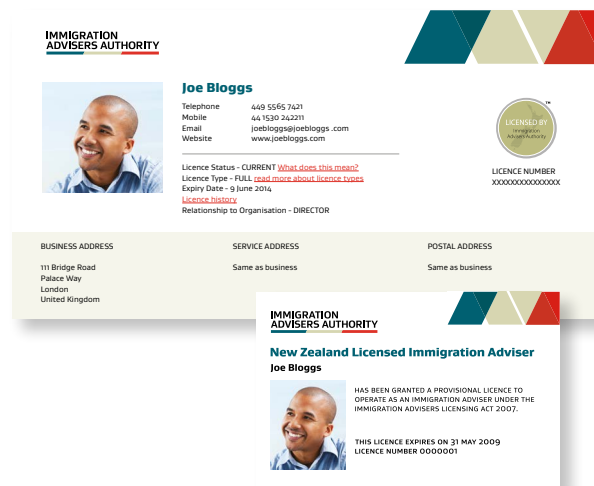 IMMIGRATION
ADVISERS AUTHORITY
Joe Bloggs
Telephone 449 5565 7421
Mobile 44 1530 242211
Email joebloggs@joebloggs .com
Website www.joebloggs.com
Licence Status - CURRENT What does this mean?
Licence Type - FULL read more about licence types
Expiry Date - 9 June 2014
Licence history
Relationship to Organisation - DIRECTOR
TM
LICENSED BY
Immigration
Advisers Authority
LICENCE NUMBER
XXXXXXXXXXXXXXX
BUSINESS ADDRESS
111 Bridge Road
Palace Way
London
United Kingdom
SERVICE ADDRESS
Same as business
POSTAL ADDRESS
Same as business
IMMIGRATION
ADVISERS AUTHORITY
New Zealand Licensed Immigration Adviser
Joe Bloggs
HAS BEEN GRANTED A PROVISIONAL LICENCE TO
OPERATE AS AN IMMIGRATION ADVISER UNDER THE
IMMIGRATION ADVISERS LICENSING ACT 2007.
THIS LICENCE EXPIRES ON 31 MAY 2009
LICENCE NUMBER 0000001